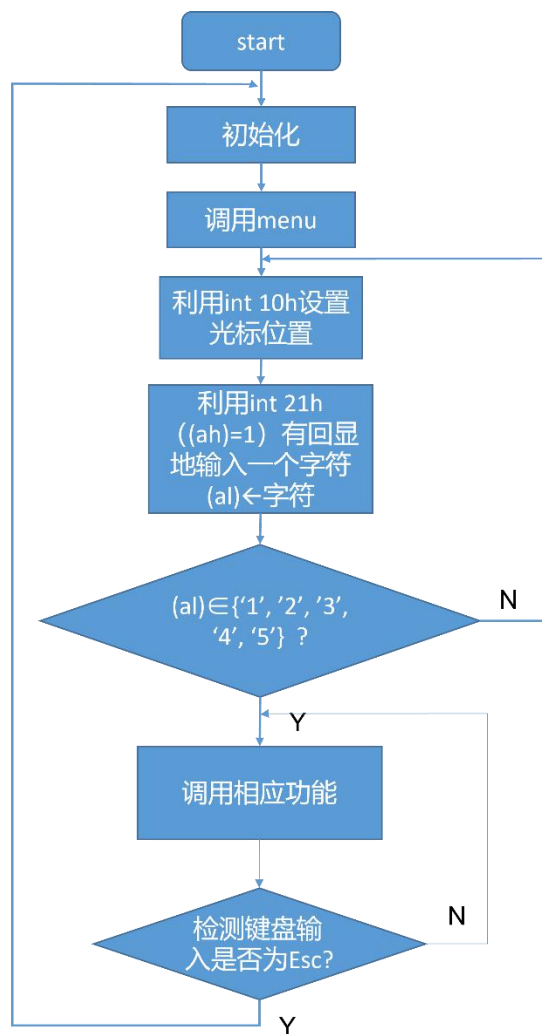 start
初始化
调用menu
利用int 10h设置
光标位置
利用int 21h
（(ah)=1）有回显
地输入一个字符
(al)←字符
(al)∈{‘1’, ’2’, ’3’,
‘4’, ‘5’} ？
N
Y
调用相应功能
检测键盘输
入是否为Esc?
N
Y